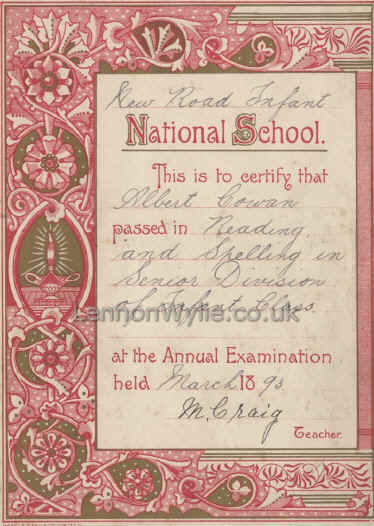 New Road Infant
National School.
This is to certify that
Albert Cowan
passed in Reading
and Spelling in
Senior Division
of Infant Class.
LennonWylie.co.uk
at the Annual Examination
held March 1893
M. Craig
Teacher.